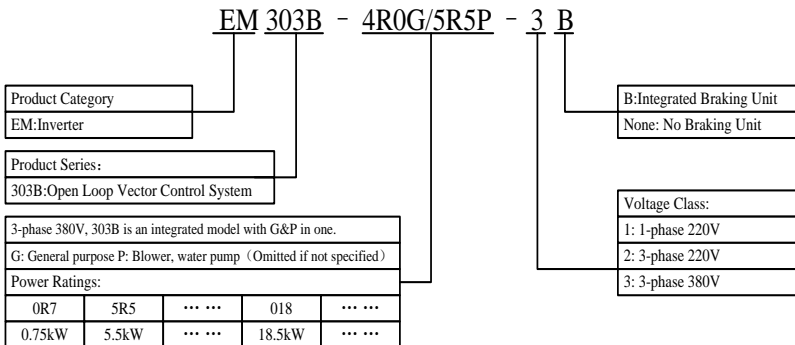 EM 303B - 4R0G/5R5P - 3 B
Product Category
EM:Inverter
Product Series：
303B:Open Loop Vector Control System
3-phase 380V, 303B is an integrated model with G&P in one.
G: General purpose P: Blower, water pump（Omitted if not specified）
Power Ratings:
0R7 5R5 ⋯⋯ 018 ⋯⋯
0.75kW 5.5kW ⋯⋯ 18.5kW ⋯⋯
B:Integrated Braking Unit
None: No Braking Unit
Voltage Class:
1: 1-phase 220V
2: 3-phase 220V
3: 3-phase 380V